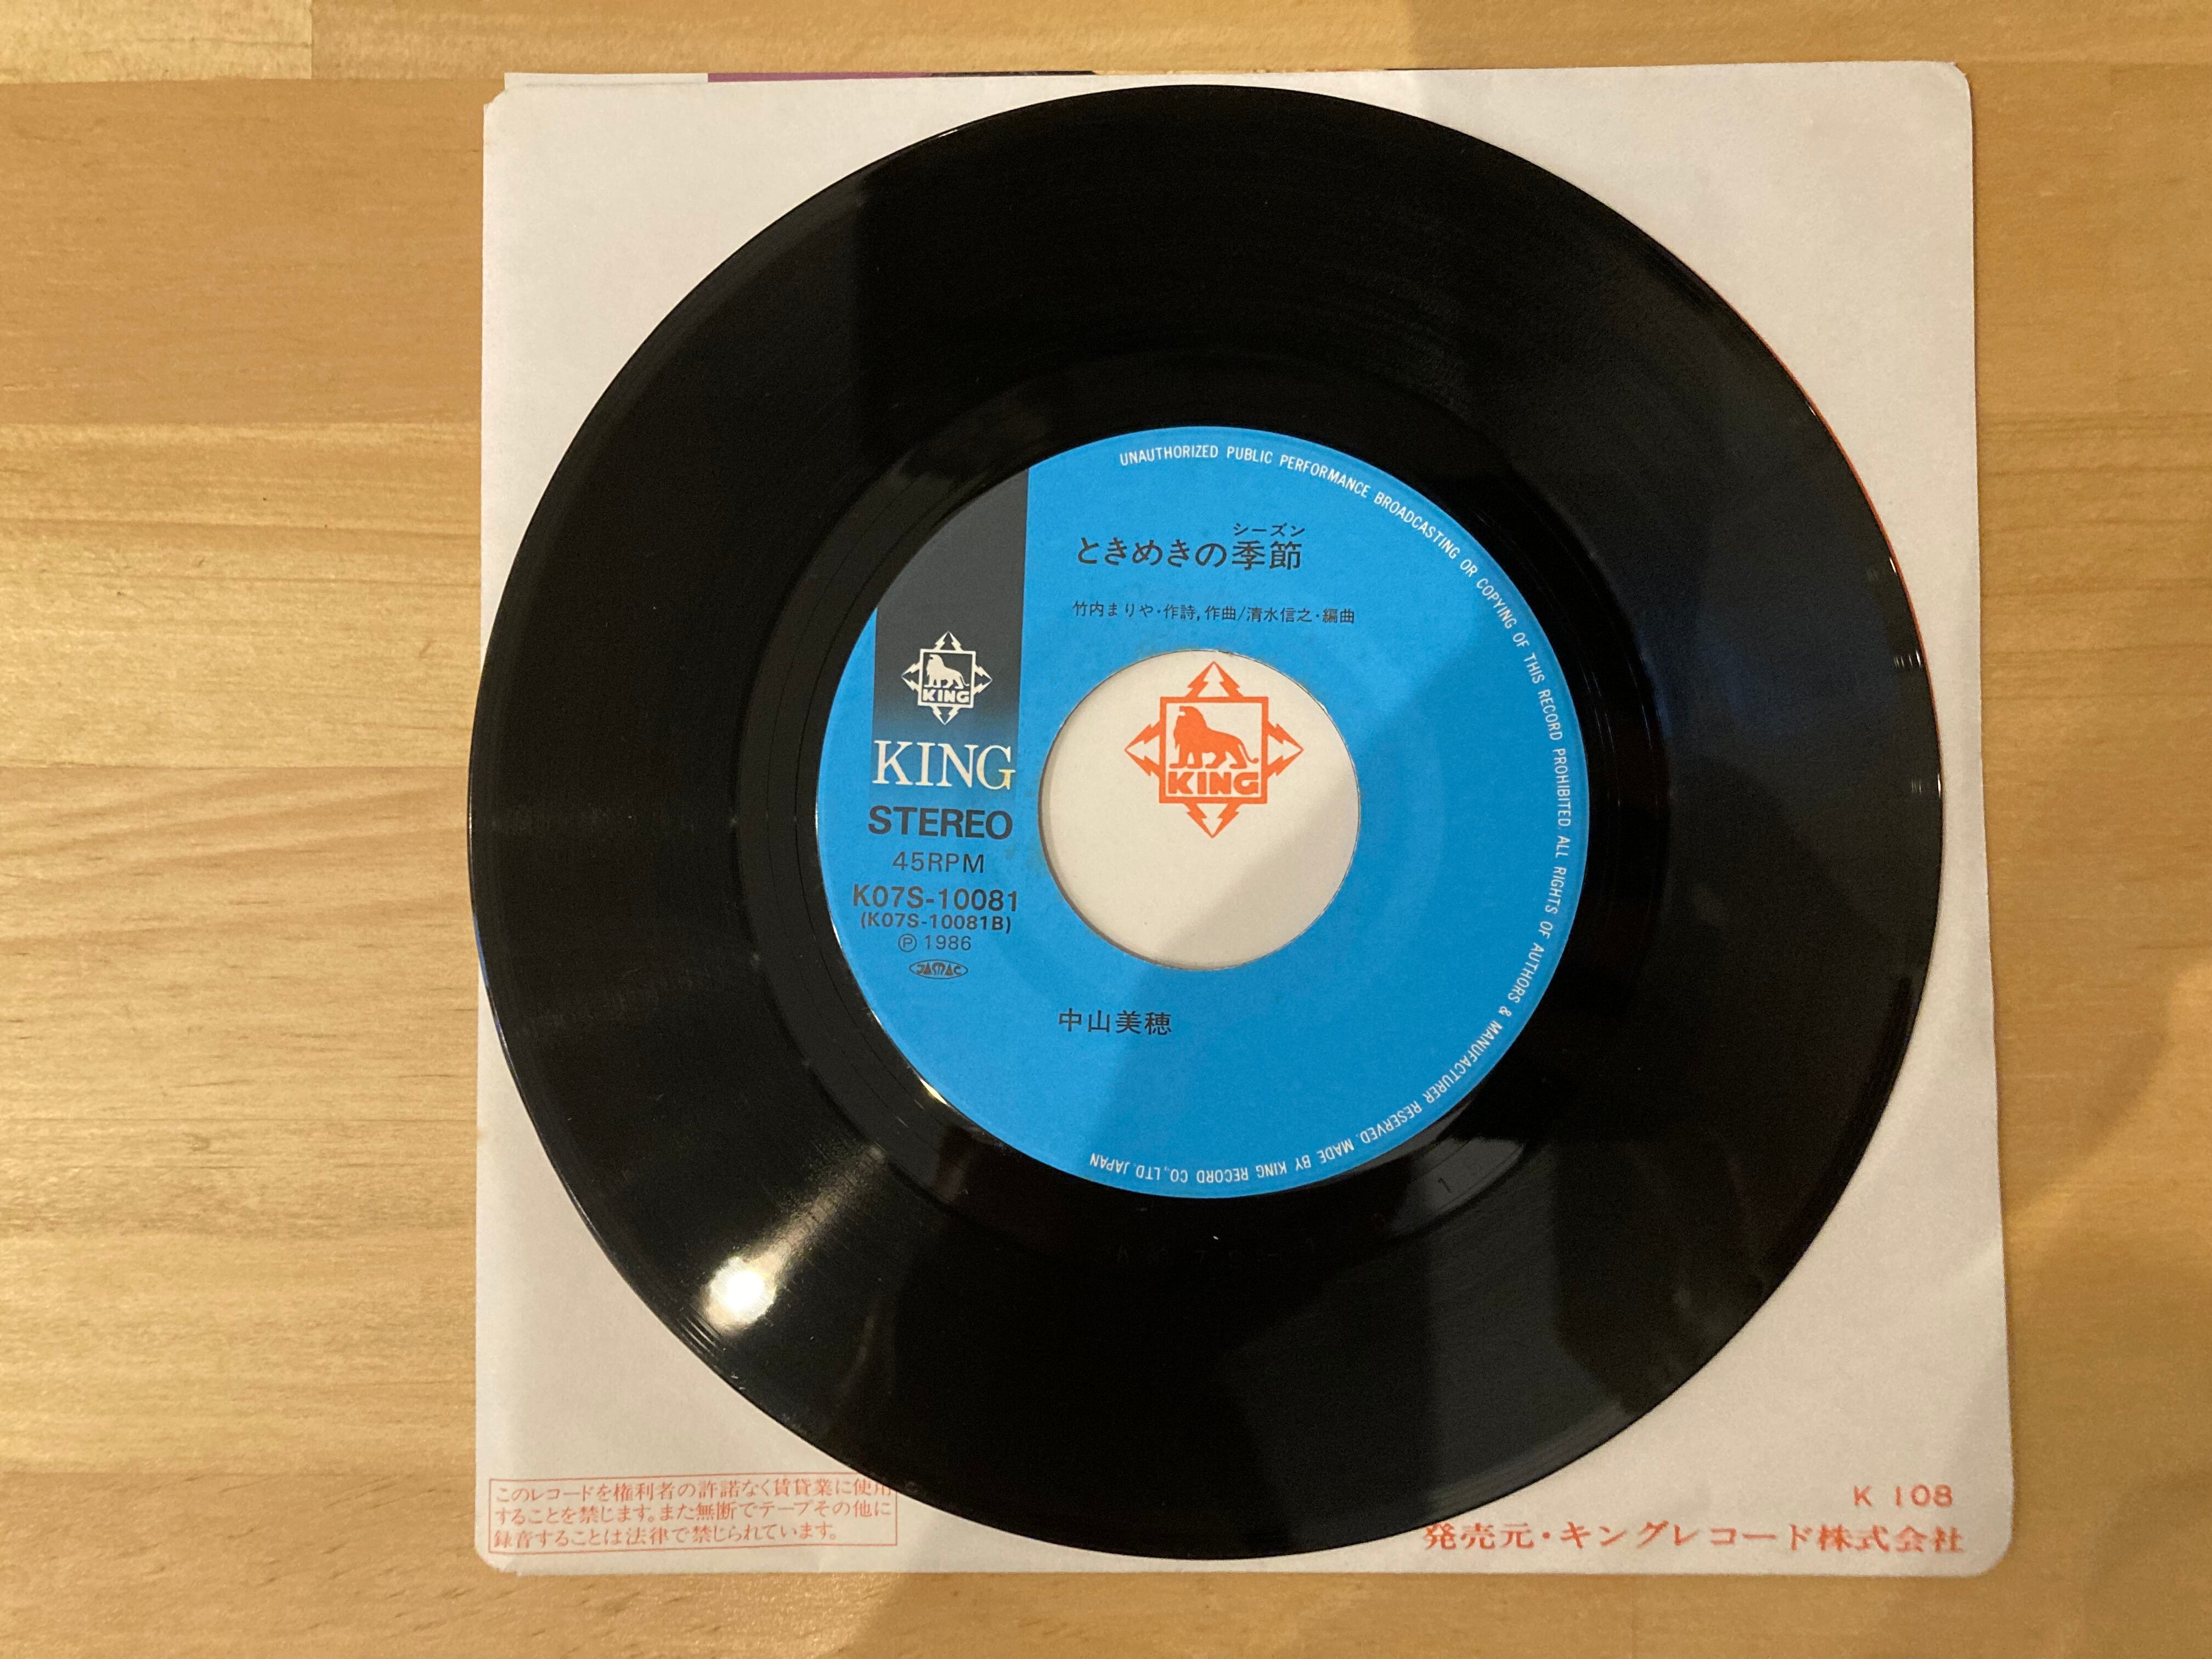 UNAUTHORIZED PUBLIC PERFORMANCE BROADCASTING OR COPYING OF THIS RECORD PROHIBITED. ALL RIGHTS OF AUTHORS & MANUFACTURER RESERVED. MADE BY KING RECORD CO.,LTD. JAPAN
シーズン
ときめきの季節
竹内まりや・作詩,作曲/清水信之・編曲
KING
KING
KING
STEREO
45RPM
K07S-10081
(K07S-10081B)
Ⓟ 1986
JAMAC
中山美穂
このレコードを権利者の許諾なく賃貸業に使用
することを禁じます。また無断でテープその他に
録音することは法律で禁じられています。
K 108
発売元・キングレコード株式会社